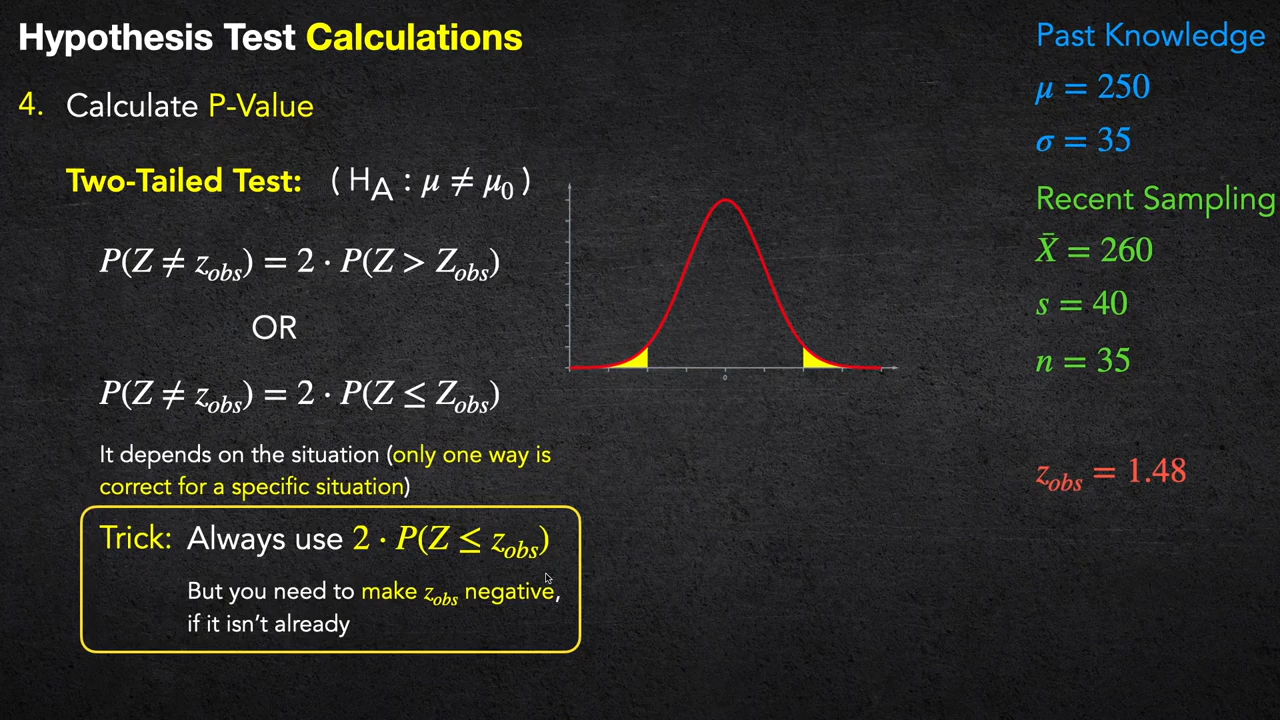 Hypothesis Test Calculations
4. Calculate P-Value
Two-Tailed Test: ( H_A : μ ≠ μ₀ )
P(Z ≠ z_obs) = 2 · P(Z > Z_obs)
OR
P(Z ≠ z_obs) = 2 · P(Z ≤ Z_obs)
It depends on the situation (only one way is
correct for a specific situation)
Trick: Always use 2 · P(Z ≤ z_obs)
But you need to make z_obs negative,
if it isn't already
0
Past Knowledge
μ = 250
σ = 35
Recent Sampling
X̄ = 260
s = 40
n = 35
z_obs = 1.48